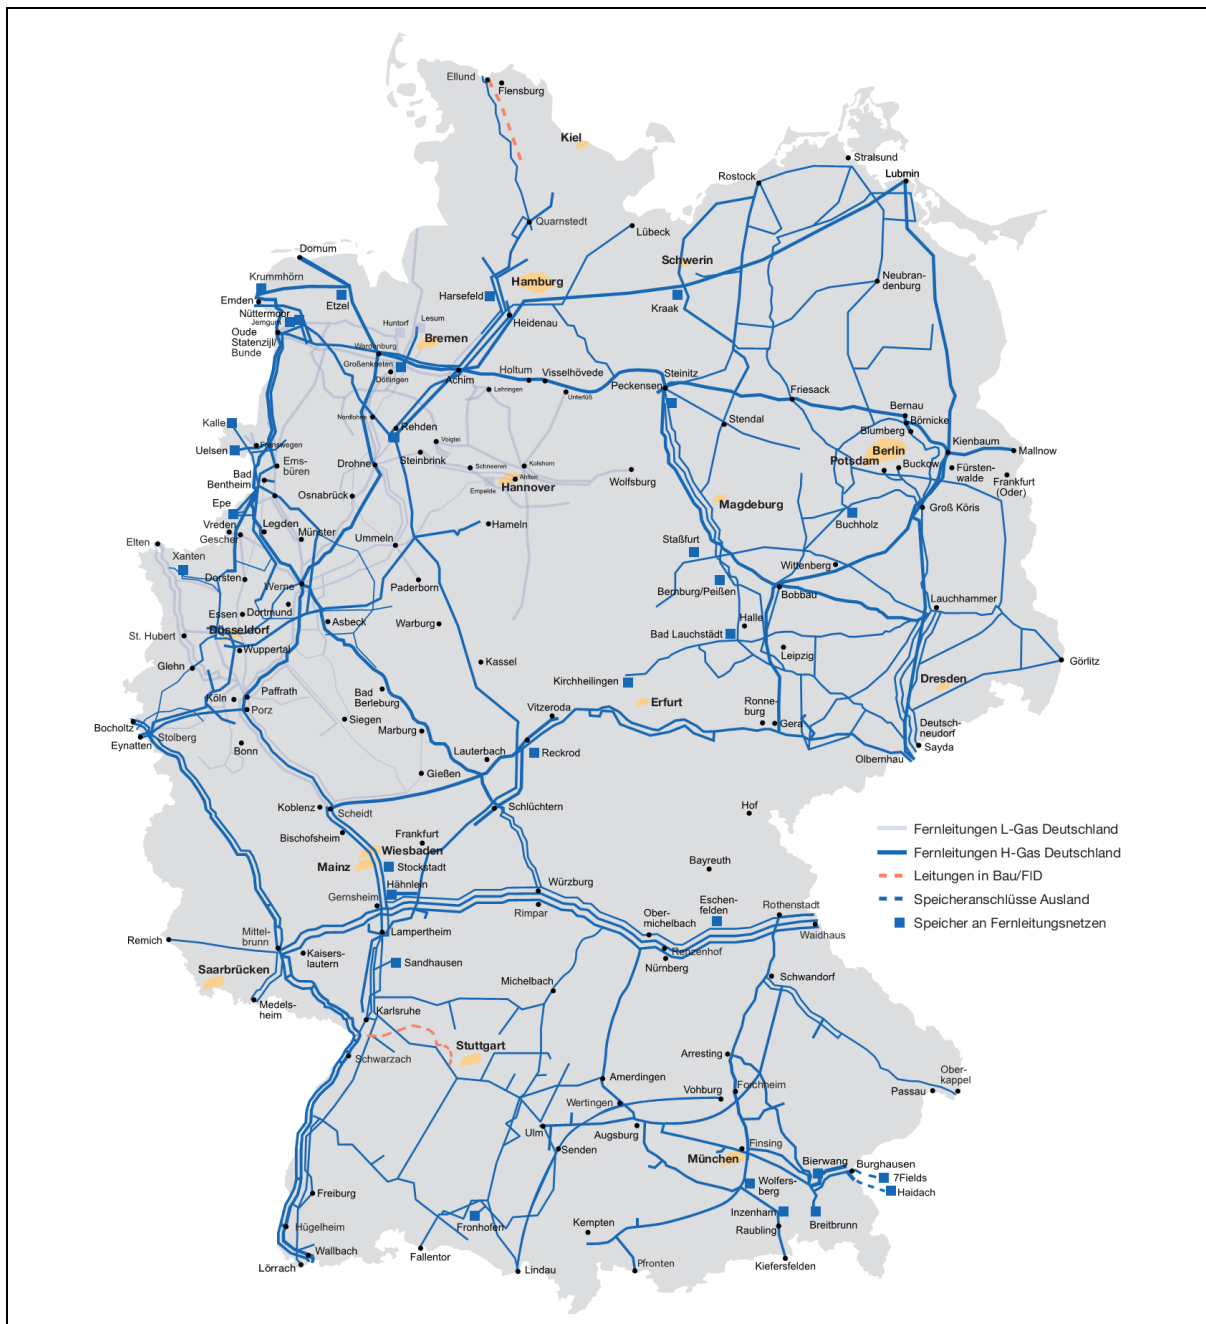 Ellund
Flensburg
Kiel
Stralsund
Rostock
Lubmin
Quarnstedt
Lübeck
Dornum
Schwerin
Krummhörn
Hamburg
Neubran-
denburg
Emden
Etzel
Harsefeld
Kraak
Nüttermoor
Jemgum
Huntorf
Lesum
Heidenau
Oude
Statenzijl/
Bunde
Wardenburg
Bremen
Großenkneten
Dötlingen
Achim
Holtum
Visselhövede
Steinitz
Peckensen
Lehringen
Unterlüß
Friesack
Bernau
Börnicke
Blumberg
Nordlohne
Rehden
Stendal
Kalle
Voigtei
Kienbaum
Mallnow
Berlin
Uelsen
Frenswegen
Steinbrink
Potsdam
Buckow
Fürsten-
walde
Frankfurt
(Oder)
Ems-
büren
Drohne
Schneeren
Kolshorn
Bad
Bentheim
Ahlten
Wolfsburg
Empelde
Hannover
Osnabrück
Magdeburg
Groß Köris
Epe
Buchholz
Vreden
Legden
Hameln
Gescher
Münster
Ummeln
Elten
Staßfurt
Xanten
Wittenberg
Dorsten
Werne
Paderborn
Bernburg/Peißen
Bobbau
Lauchhammer
Essen
Dortmund
Halle
St. Hubert
Düsseldorf
Asbeck
Warburg
Bad Lauchstädt
Wuppertal
Leipzig
Glehn
Kassel
Görlitz
Kirchheilingen
Dresden
Köln
Paffrath
Bad
Berleburg
Erfurt
Ronne-
burg
Porz
Vitzeroda
Gera
Bocholtz
Stolberg
Siegen
Marburg
Deutsch-
neudorf
Eynatten
Bonn
Lauterbach
Reckrod
Sayda
Olbernhau
Gießen
Koblenz
Scheidt
Schlüchtern
Hof
Bischofsheim
Frankfurt
Fernleitungen L-Gas Deutschland
Wiesbaden
Fernleitungen H-Gas Deutschland
Mainz
Stockstadt
Bayreuth
Leitungen in Bau/FID
Hähnlein
Würzburg
Speicheranschlüsse Ausland
Gernsheim
Rimpar
Eschen-
felden
Rothenstadt
Speicher an Fernleitungsnetzen
Remich
Mittel-
brunn
Lampertheim
Ober-
michelbach
Waidhaus
Kaisers-
lautern
Renzenhof
Saarbrücken
Sandhausen
Nürnberg
Michelbach
Schwandorf
Medels-
heim
Karlsruhe
Stuttgart
Schwarzach
Arresting
Ober-
kappel
Amerdingen
Forchheim
Vohburg
Passau
Wertingen
Ulm
Augsburg
Senden
Finsing
München
Bierwang
Burghausen
7Fields
Freiburg
Wolfers-
berg
Haidach
Hügelheim
Fronhofen
Kempten
Inzenham
Raubling
Breitbrunn
Wallbach
Fallentor
Lörrach
Lindau
Pfronten
Kiefersfelden